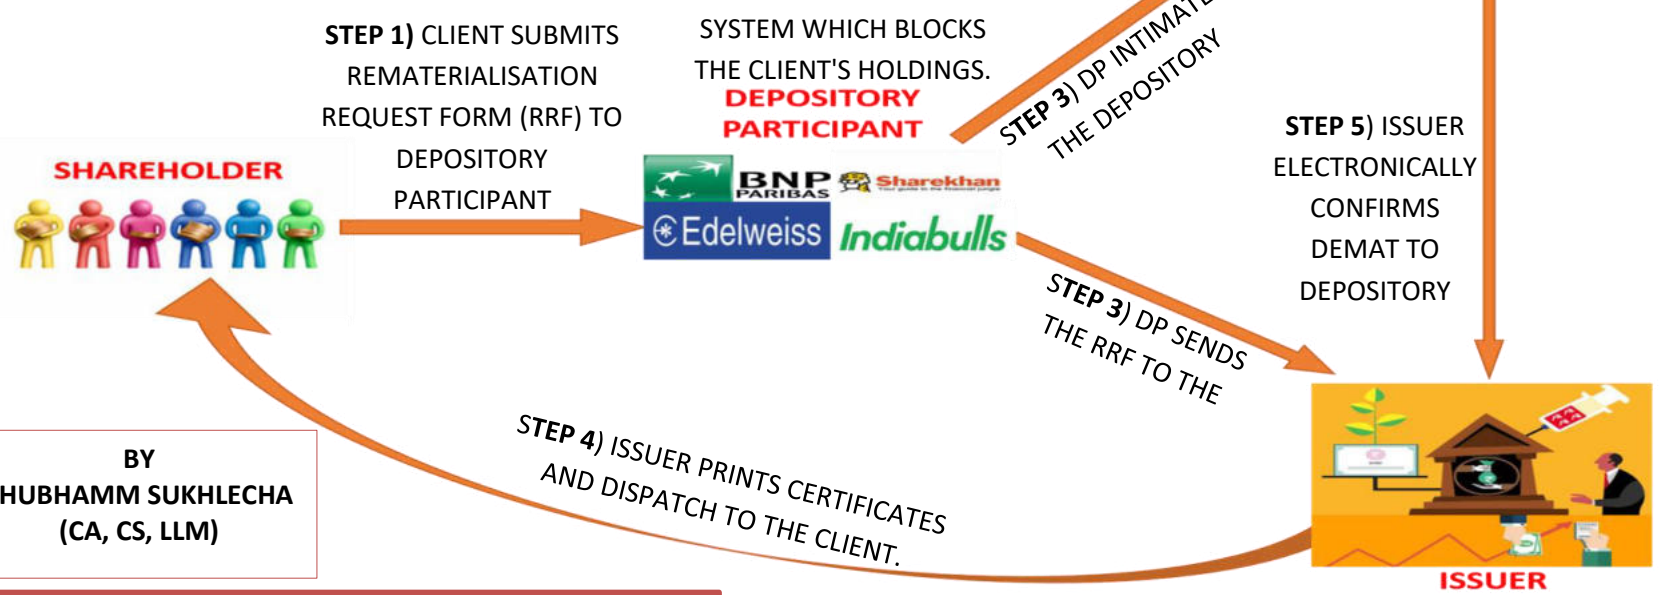 STEP 1) CLIENT SUBMITS
REMATERIALISATION
REQUEST FORM (RRF) TO
DEPOSITORY
PARTICIPANT
SYSTEM WHICH BLOCKS
THE CLIENT'S HOLDINGS.
DEPOSITORY
PARTICIPANT
BNP
PARIBAS
Sharekhan
Edelweiss
Indiabulls
STEP 3) DP INTIMATE
THE DEPOSITORY
STEP 5) ISSUER
ELECTRONICALLY
CONFIRMS
DEMAT TO
DEPOSITORY
SHAREHOLDER
STEP 3) DP SENDS
THE RRF TO THE
STEP 4) ISSUER PRINTS CERTIFICATES
AND DISPATCH TO THE CLIENT.
BY
HUBHAMM SUKHLECHA
(CA, CS, LLM)
ISSUER